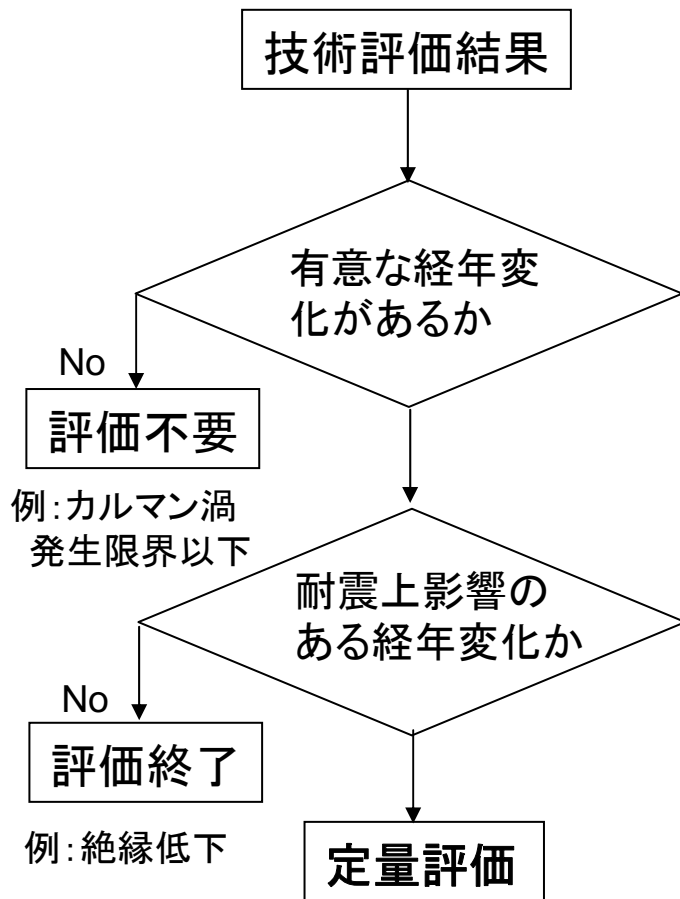 技術評価結果
有意な経年変
化があるか
No
評価不要
例：カルマン渦
発生限界以下
耐震上影響の
ある経年変化か
No
評価終了
例：絶縁低下
定量評価